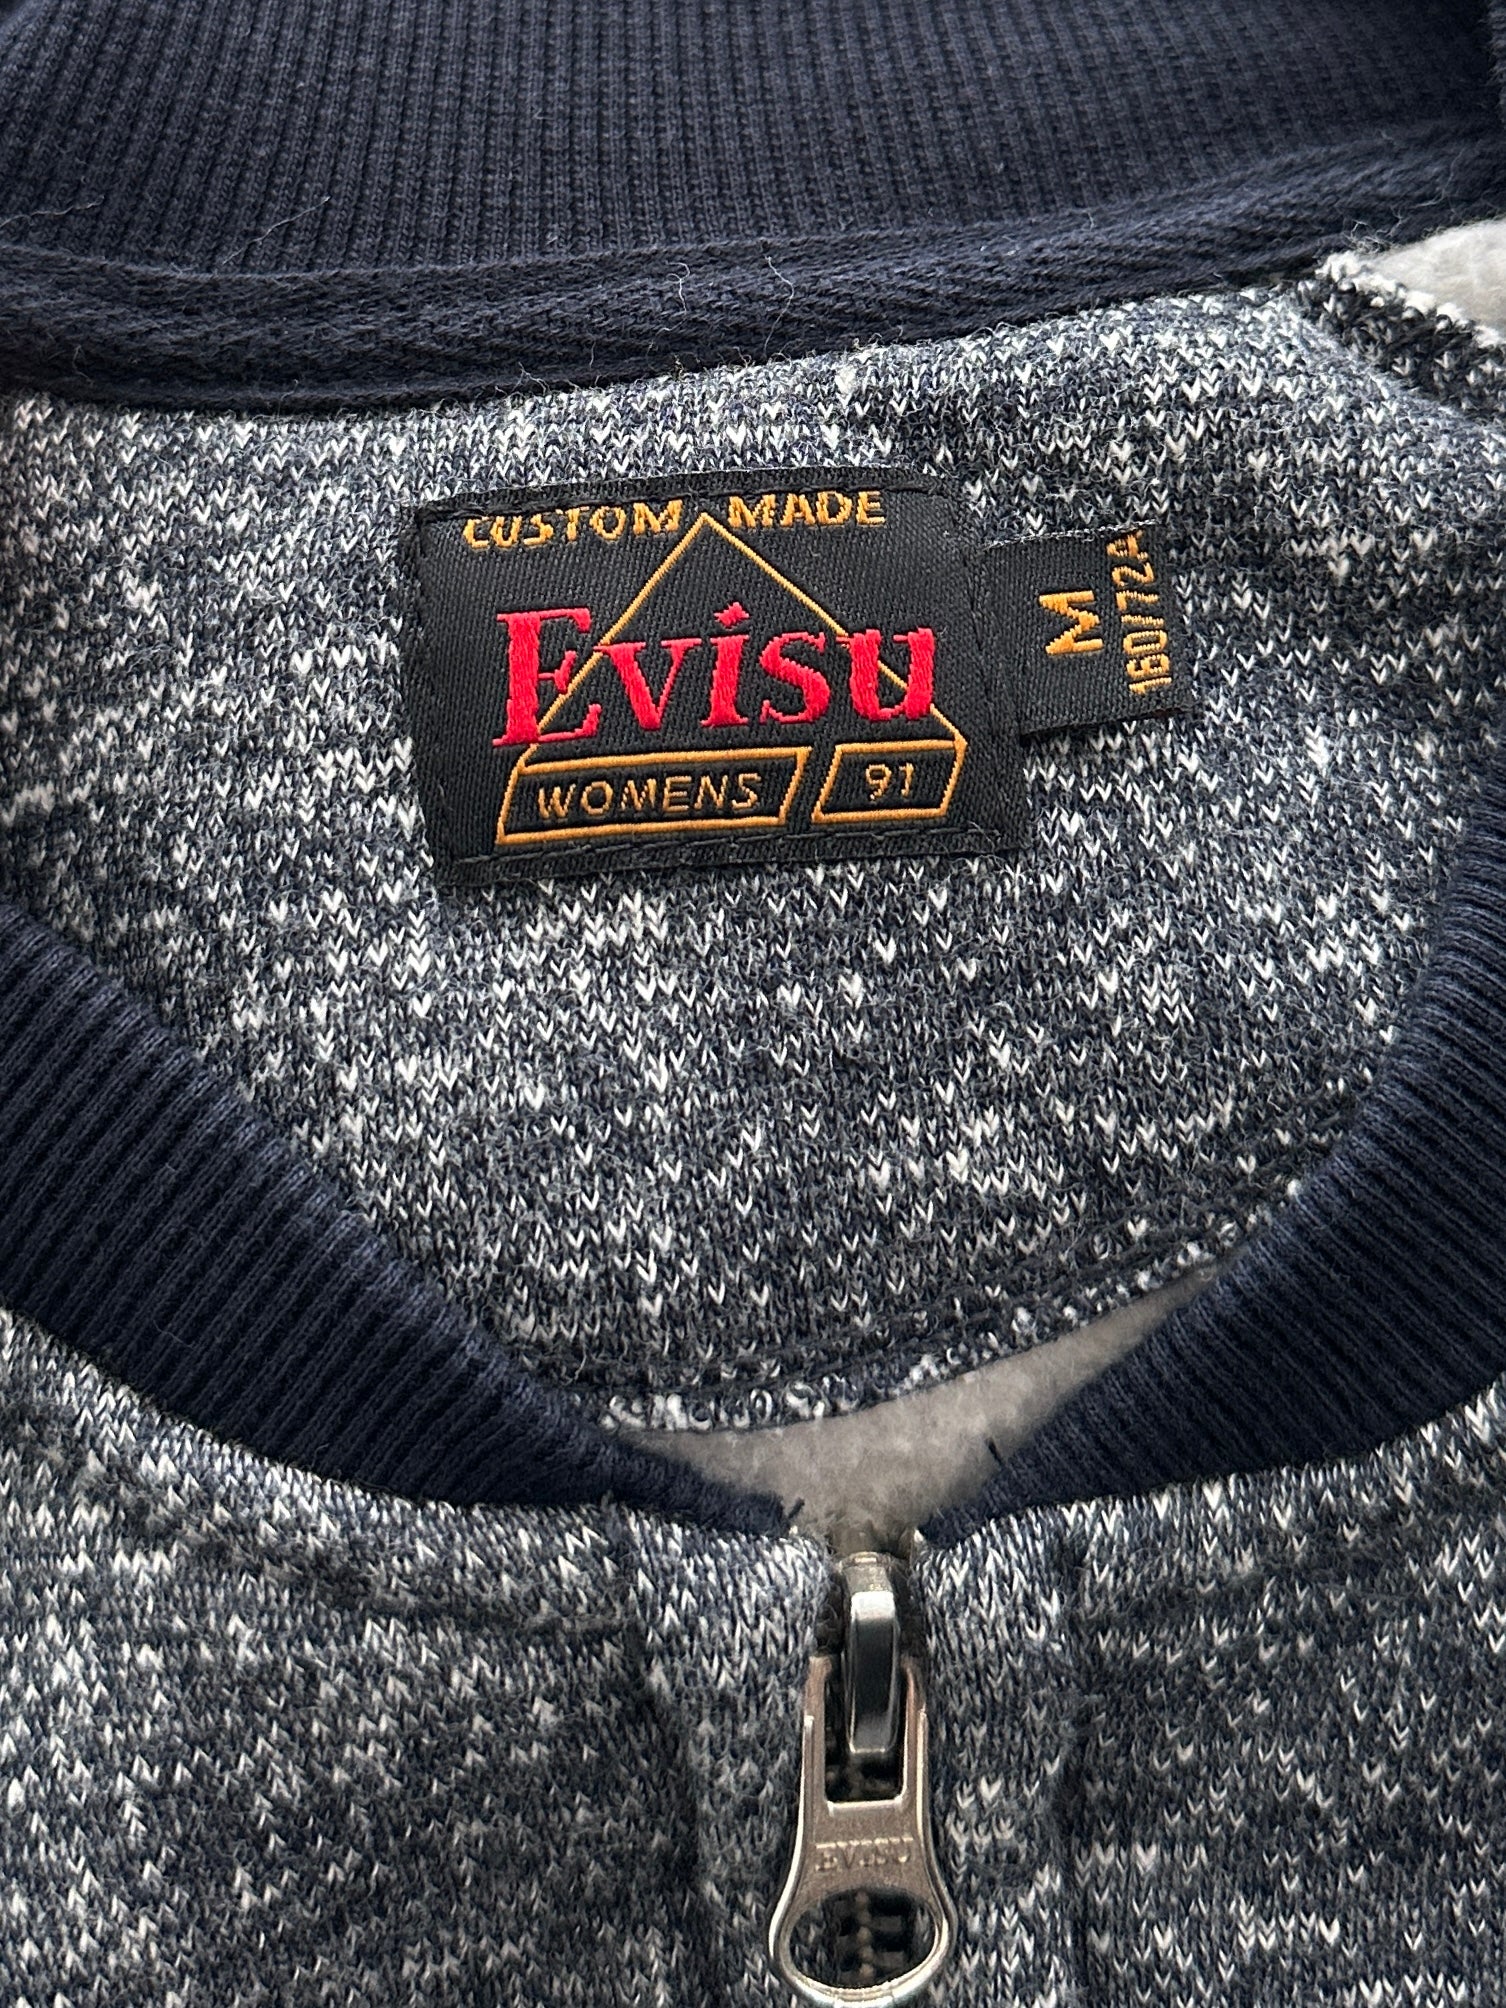 CUSTOM MADE
Evisu
WOMENS 91
M
160/72A
EVISU